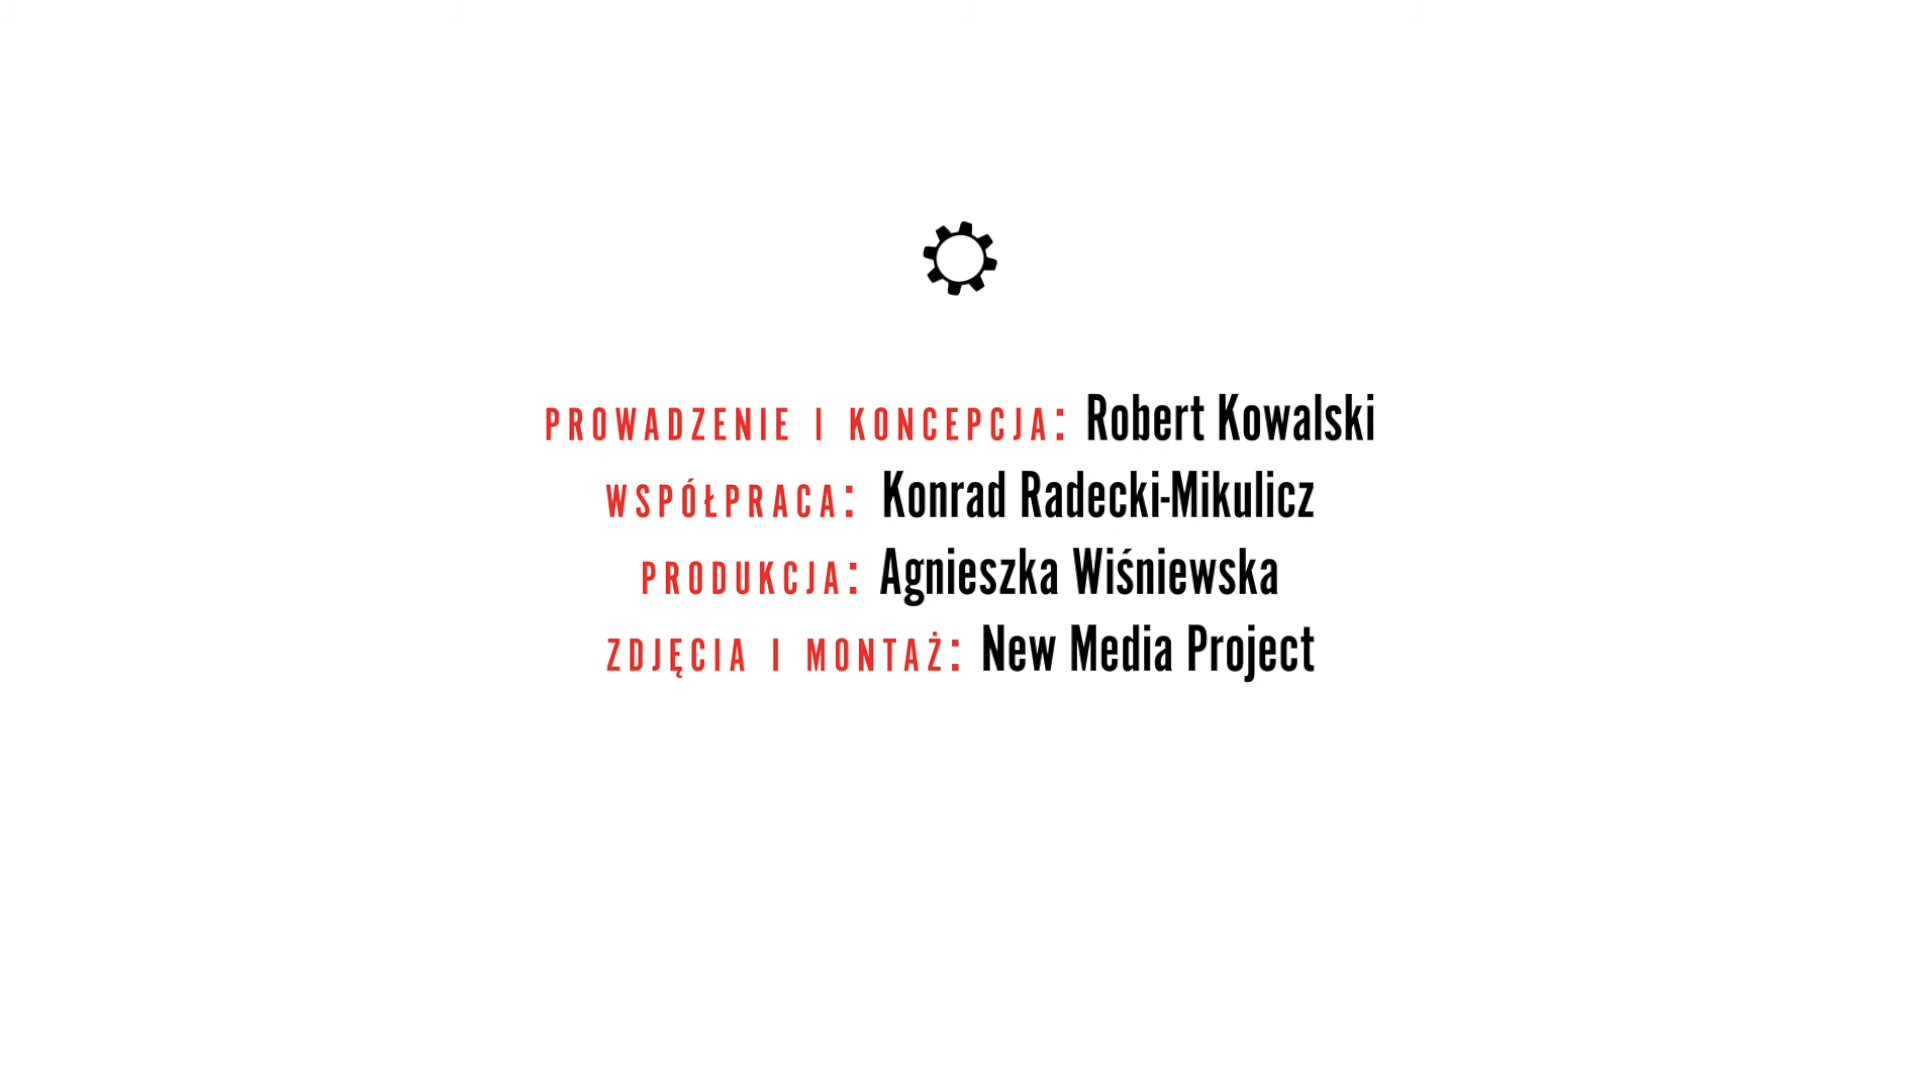 PROWADZENIE I KONCEPCJA: Robert Kowalski
WSPÓŁPRACA: Konrad Radecki-Mikulicz
PRODUKCJA: Agnieszka Wiśniewska
ZDJĘCIA I MONTAŻ: New Media Project